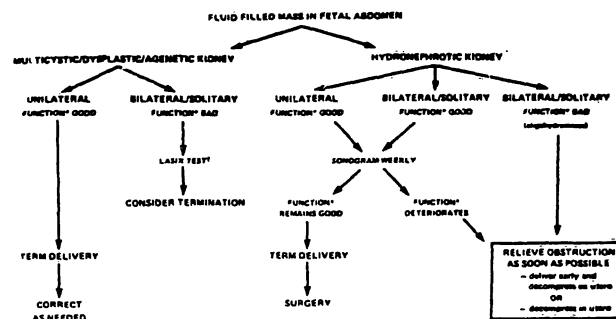 FLUID FILLED MASS IN FETAL ABDOMEN
MULTICYSTIC/DYSPLASTIC/AGENETIC KIDNEY
HYDRONEPHROTIC KIDNEY
UNILATERAL
FUNCTION* GOOD
BILATERAL/SOLITARY
FUNCTION* BAD
UNILATERAL
FUNCTION* GOOD
BILATERAL/SOLITARY
FUNCTION* GOOD
BILATERAL/SOLITARY
FUNCTION* BAD
(oligohydramnios)
LASIX TEST†
SONOGRAM WEEKLY
CONSIDER TERMINATION
FUNCTION*
REMAINS GOOD
FUNCTION*
DETERIORATES
TERM DELIVERY
TERM DELIVERY
RELIEVE OBSTRUCTION
AS SOON AS POSSIBLE
– deliver early and
decompress ex utero
OR
– decompress in utero
CORRECT
AS NEEDED
SURGERY